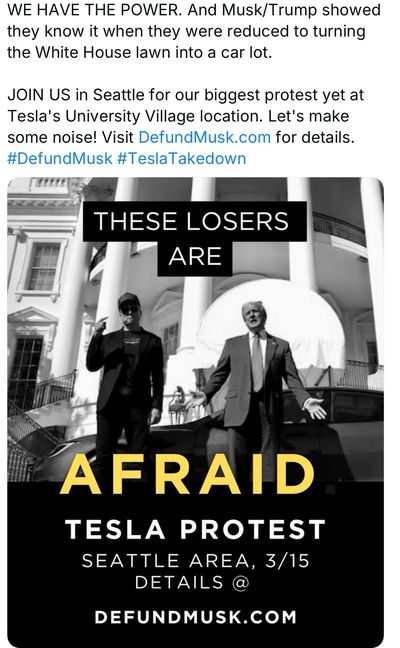 WE HAVE THE POWER. And Musk/Trump showed
they know it when they were reduced to turning
the White House lawn into a car lot.
JOIN US in Seattle for our biggest protest yet at
Tesla's University Village location. Let's make
some noise! Visit DefundMusk.com for details.
#DefundMusk #TeslaTakedown
THESE LOSERS
ARE
AFRAID
TESLA PROTEST
SEATTLE AREA, 3/15
DETAILS @
DEFUNDMUSK.COM